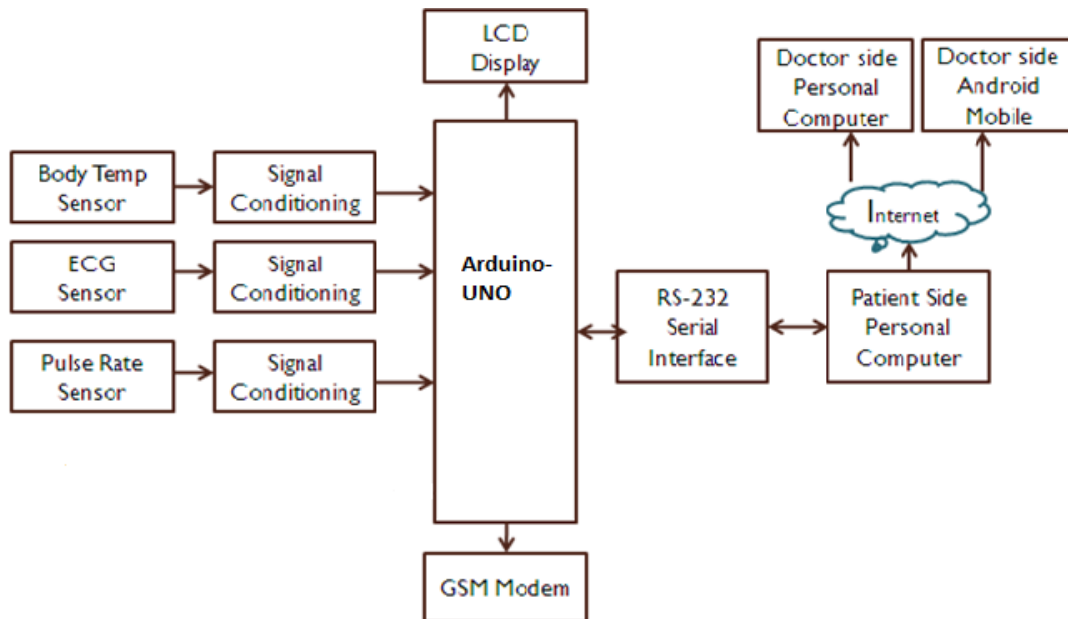 LCD
Display
Doctor side
Personal
Computer
Doctor side
Android
Mobile
Body Temp
Sensor
Signal
Conditioning
Internet
ECG
Sensor
Signal
Conditioning
Arduino-
UNO
RS-232
Serial
Interface
Patient Side
Personal
Computer
Pulse Rate
Sensor
Signal
Conditioning
GSM Modem